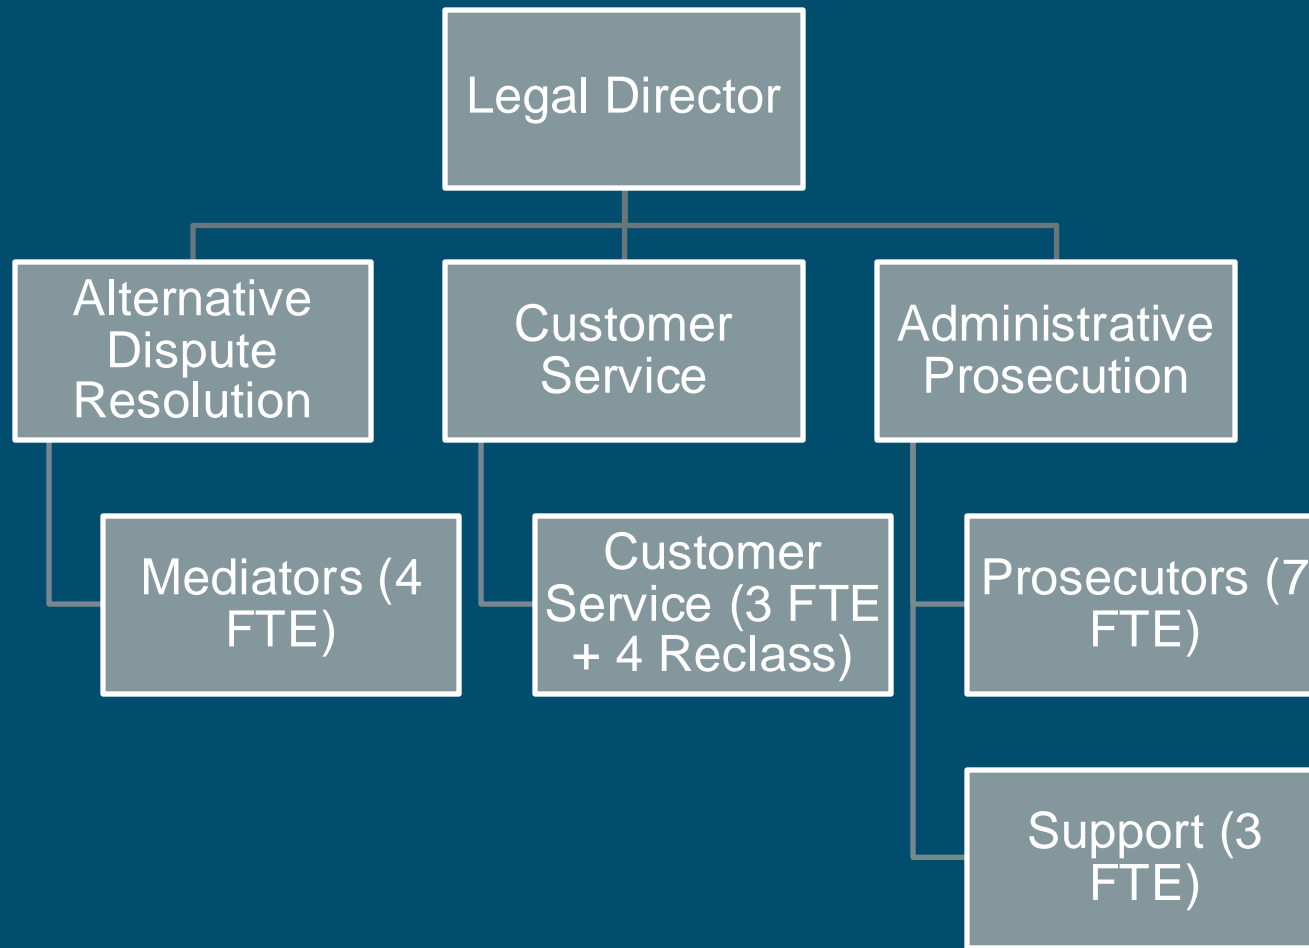 Legal Director
Alternative
Dispute
Resolution
Customer
Service
Administrative
Prosecution
Mediators (4
FTE)
Customer
Service (3 FTE
+ 4 Reclass)
Prosecutors (7
FTE)
Support (3
FTE)